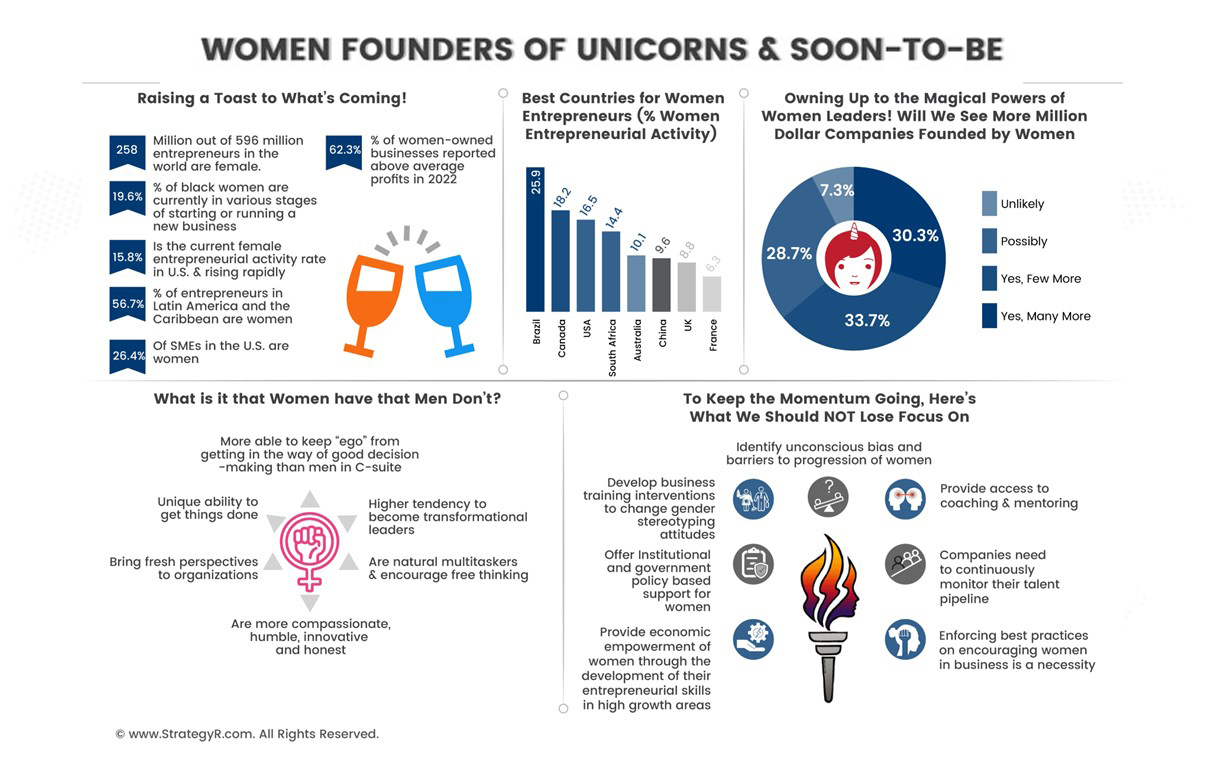 WOMEN FOUNDERS OF UNICORNS & SOON-TO-BE
Raising a Toast to What's Coming!
258
Million out of 596 million
entrepreneurs in the
world are female.
19.6%
% of black women are
currently in various stages
of starting or running a
new business
15.8%
Is the current female
entrepreneurial activity rate
in U.S. & rising rapidly
56.7%
% of entrepreneurs in
Latin America and the
Caribbean are women
26.4%
Of SMEs in the U.S. are
women
62.3%
% of women-owned
businesses reported
above average
profits in 2022
Best Countries for Women
Entrepreneurs (% Women
Entrepreneurial Activity)
25.9
18.2
16.5
14.4
10.1
9.6
8.8
6.3
Brazil
Canada
USA
South Africa
Australia
China
UK
France
Owning Up to the Magical Powers of
Women Leaders! Will We See More Million
Dollar Companies Founded by Women
7.3%
30.3%
28.7%
33.7%
Unlikely
Possibly
Yes, Few More
Yes, Many More
What is it that Women have that Men Don't?
More able to keep "ego" from
getting in the way of good decision
-making than men in C-suite
Unique ability to
get things done
Higher tendency to
become transformational
leaders
Bring fresh perspectives
to organizations
Are natural multitaskers
& encourage free thinking
Are more compassionate,
humble, innovative
and honest
To Keep the Momentum Going, Here's
What We Should NOT Lose Focus On
Identify unconscious bias and
barriers to progression of women
Develop business
training interventions
to change gender
stereotyping
attitudes
?
Provide access to
coaching & mentoring
Offer Institutional
and government
policy based
support for
women
Companies need
to continuously
monitor their talent
pipeline
Provide economic
empowerment of
women through the
development of their
entrepreneurial skills
in high growth areas
Enforcing best practices
on encouraging women
in business is a necessity
© www.StrategyR.com. All Rights Reserved.